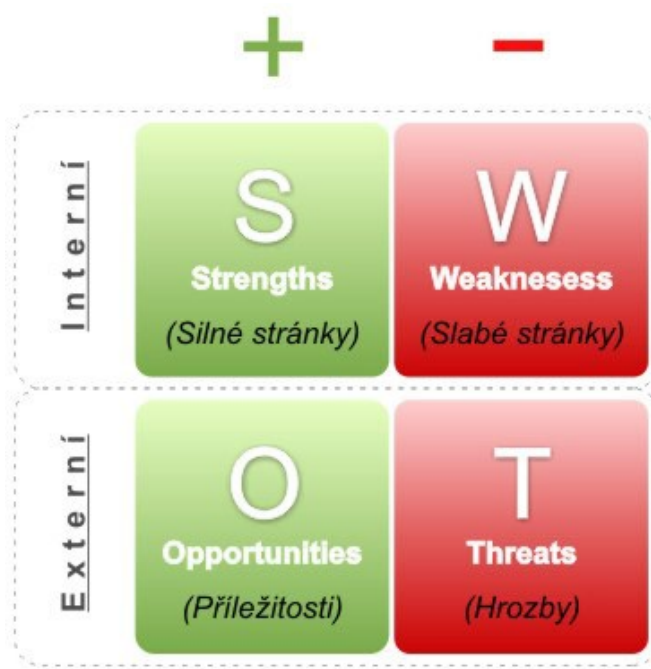 + −
Interní
S
Strengths
(Silné stránky)
W
Weaknesess
(Slabé stránky)
Externí
O
Opportunities
(Příležitosti)
T
Threats
(Hrozby)